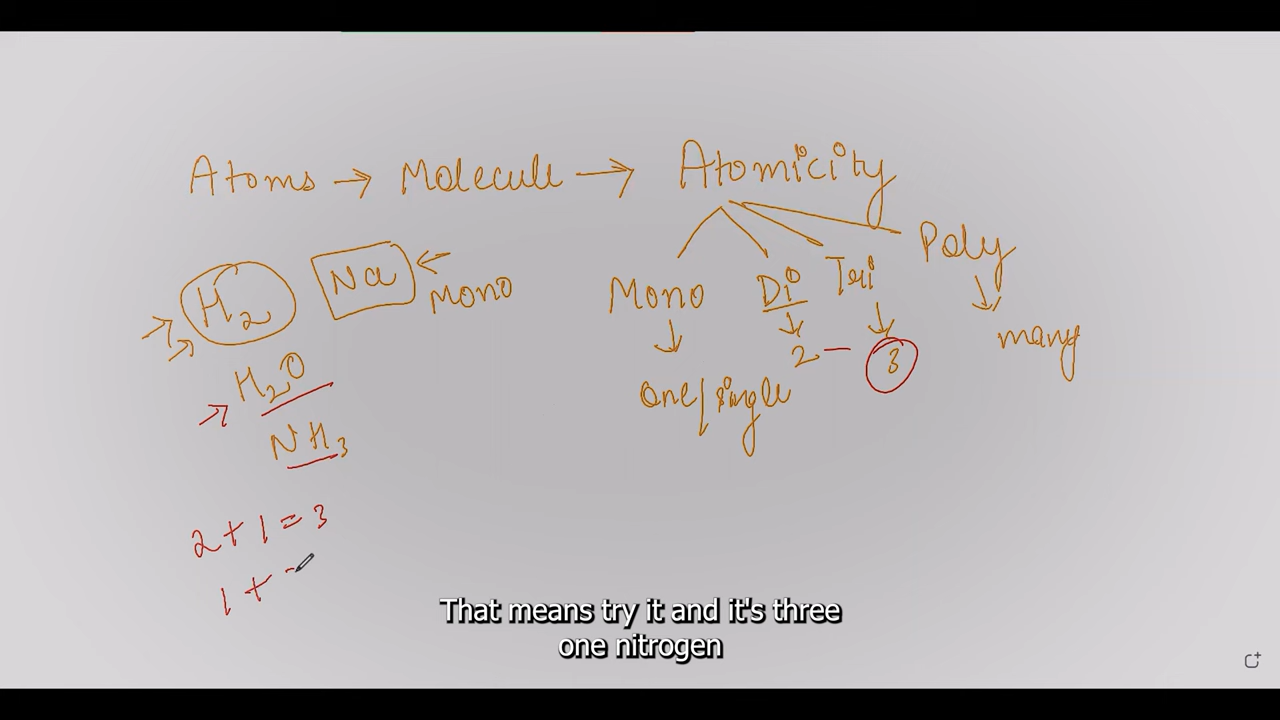 Atoms → Molecule → Atomicity
H2 Na ← Mono
Mono Di Tri Poly
one/single 2 - 3 many
H2O
NH3
2 + 1 = 3
1 +
That means try it and it's three
one nitrogen